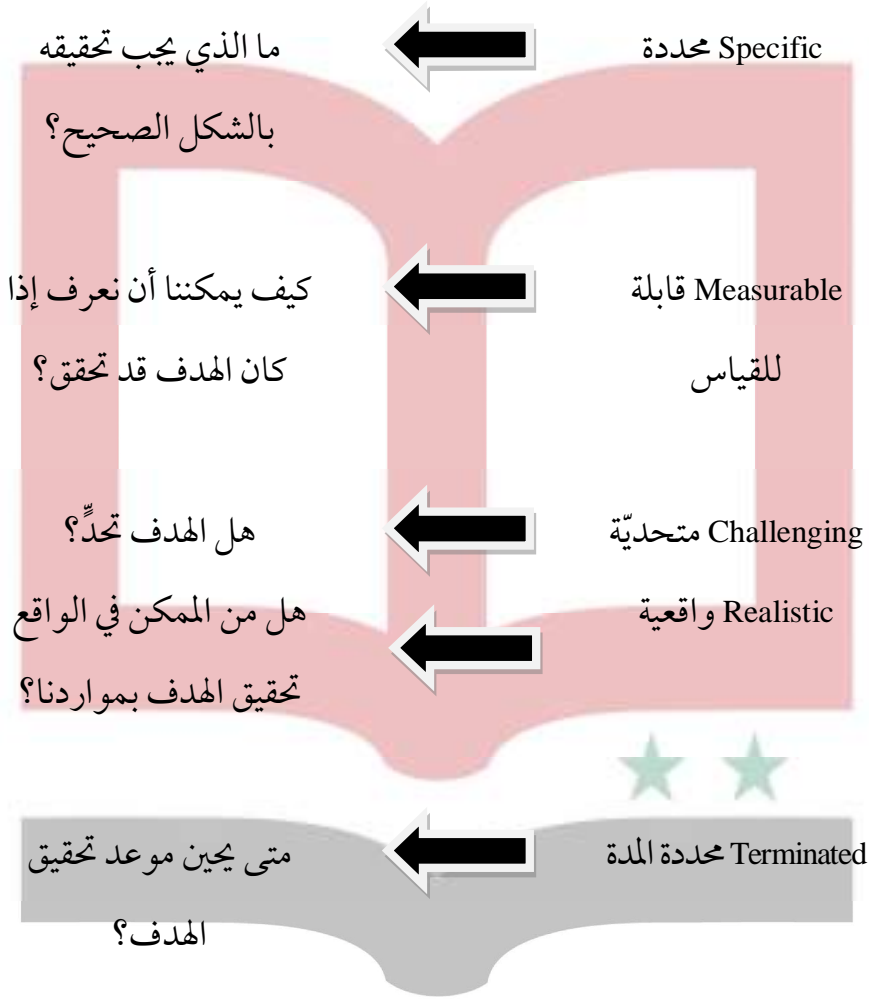 Specific محددة
ما الذي يجب تحقيقه
بالشكل الصحيح؟
Measurable قابلة
للقياس
كيف يمكننا أن نعرف إذا
كان الهدف قد تحقق؟
Challenging متحديّة
هل الهدف تحدٍّ؟
Realistic واقعية
هل من الممكن في الواقع
تحقيق الهدف بمواردنا؟
Terminated محددة المدة
متى يحين موعد تحقيق
الهدف؟